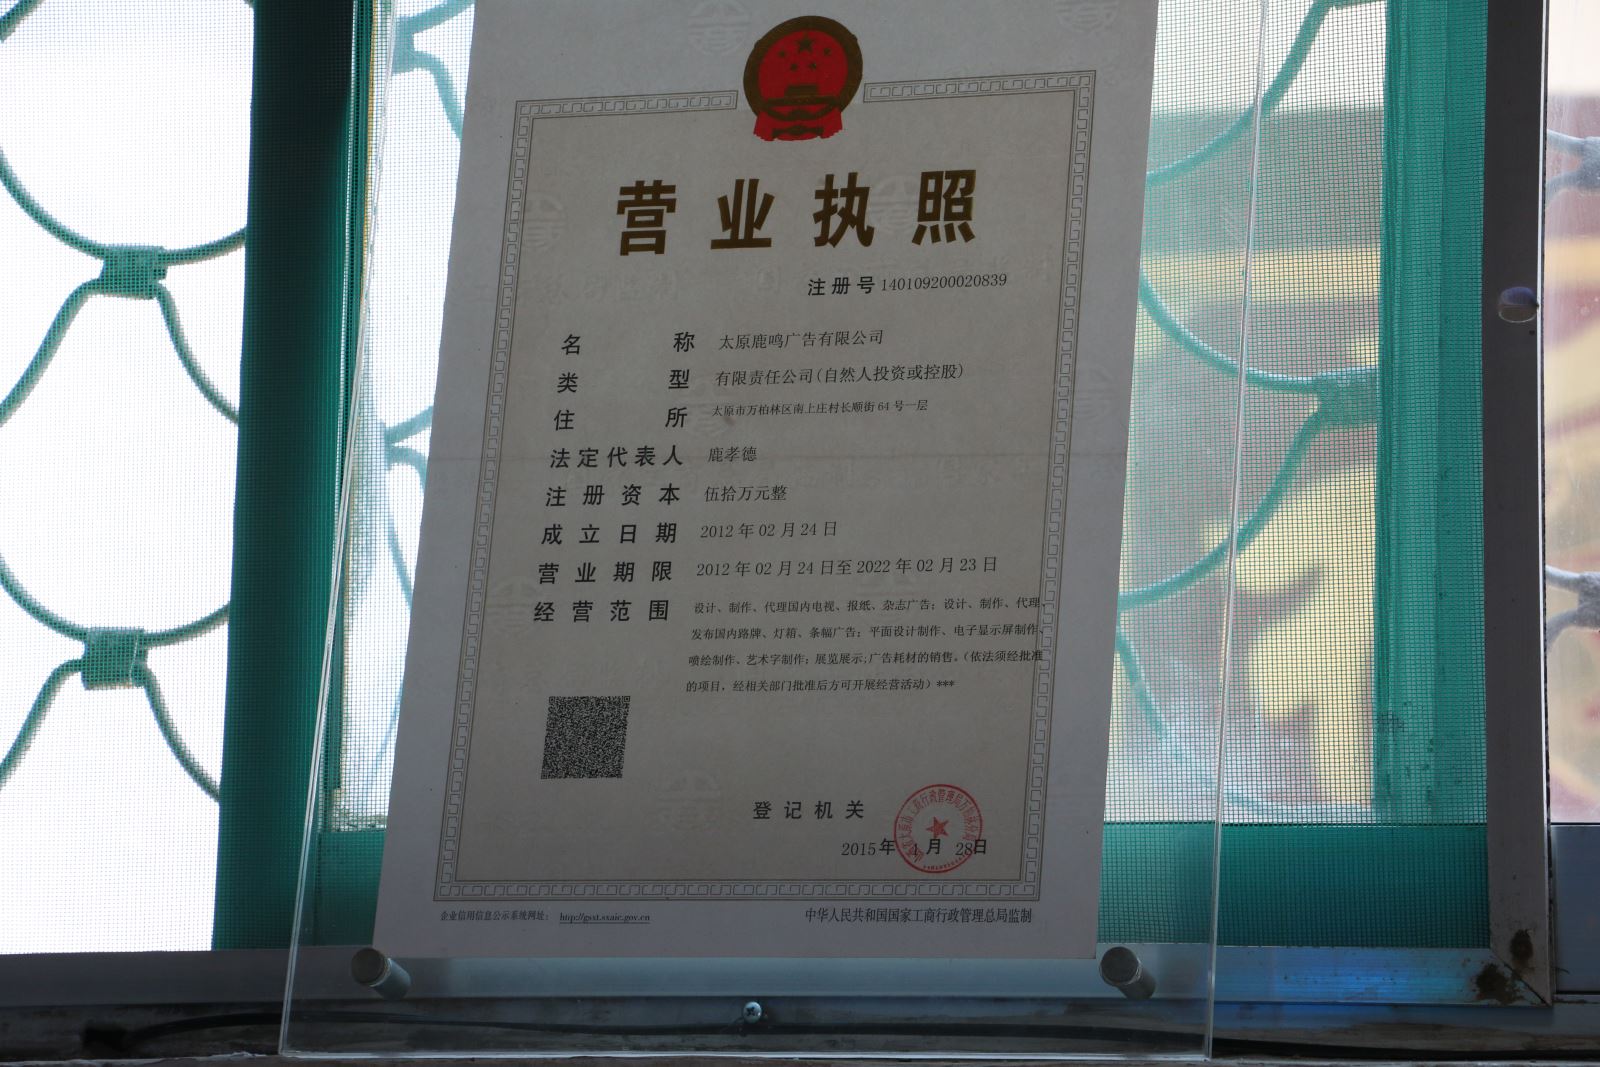 营业执照
注册号 140109200020839
名称 太原鹿鸣广告有限公司
类型 有限责任公司(自然人投资或控股)
住所 太原市万柏林区南上庄村长顺街64号一层
法定代表人 鹿孝德
注册资本 伍拾万元整
成立日期 2012年02月24日
营业期限 2012年02月24日至2022年02月23日
经营范围 设计、制作、代理国内电视、报纸、杂志广告；设计、制作、代理、
发布国内路牌、灯箱、条幅广告；平面设计制作、电子显示屏制作、
喷绘制作、艺术字制作；展览展示;广告耗材的销售。（依法须经批准
的项目，经相关部门批准后方可开展经营活动）***
登记机关
2015年 4月 28日
企业信用信息公示系统网址： http://gsxt.sxaic.gov.cn
中华人民共和国国家工商行政管理总局监制